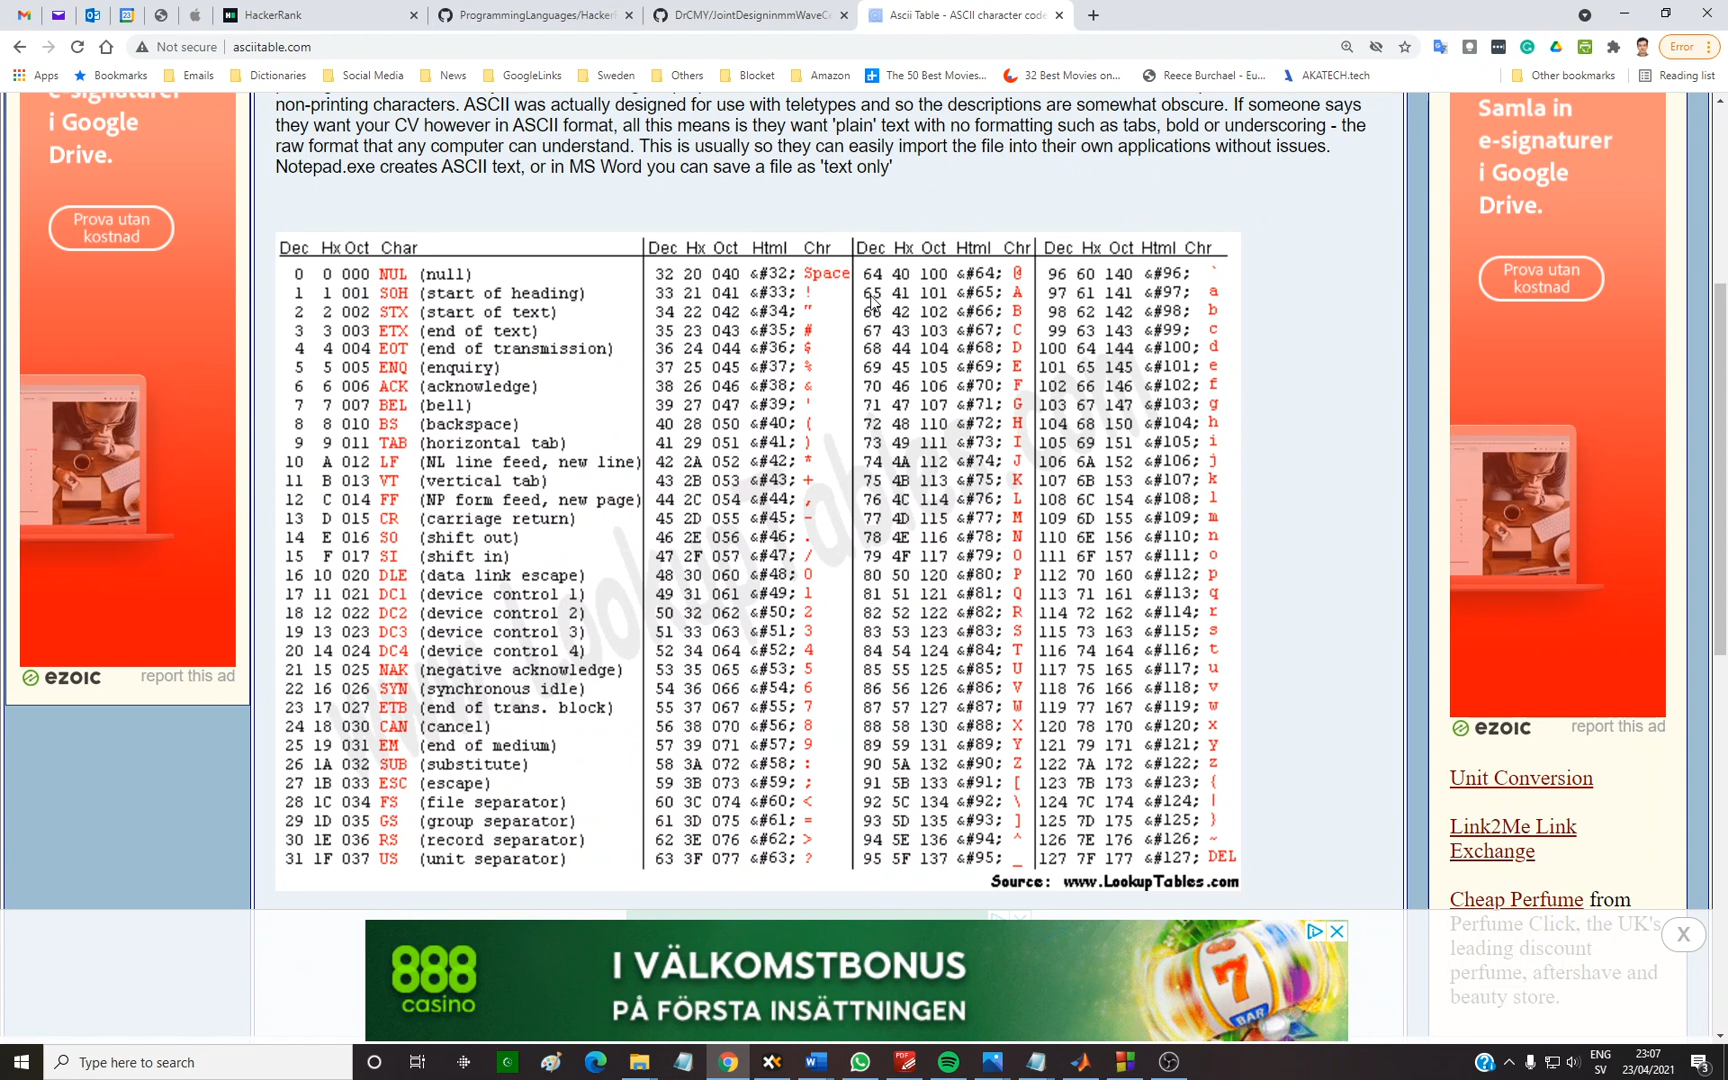 HackerRank
ProgrammingLanguages/HackerR
DrCMY/JointDesigninmmWaveCe
Ascii Table - ASCII character code
Not secure asciitable.com Error
Apps Bookmarks Emails Dictionaries Social Media News GoogleLinks Sweden Others Blocket Amazon The 50 Best Movies... 32 Best Movies on... Reece Burchael - Eu... AKATECH.tech Other bookmarks Reading list
non-printing characters. ASCII was actually designed for use with teletypes and so the descriptions are somewhat obscure. If someone says
they want your CV however in ASCII format, all this means is they want 'plain' text with no formatting such as tabs, bold or underscoring - the
raw format that any computer can understand. This is usually so they can easily import the file into their own applications without issues.
Notepad.exe creates ASCII text, or in MS Word you can save a file as 'text only'
e-signaturer
i Google
Drive.
Prova utan
kostnad
ezoic report this ad
Dec Hx Oct Char Dec Hx Oct Html Chr Dec Hx Oct Html Chr Dec Hx Oct Html Chr
0 0 000 NUL (null) 32 20 040 &#32; Space 64 40 100 &#64; @ 96 60 140 &#96; `
1 1 001 SOH (start of heading) 33 21 041 &#33; ! 65 41 101 &#65; A 97 61 141 &#97; a
2 2 002 STX (start of text) 34 22 042 &#34; " 66 42 102 &#66; B 98 62 142 &#98; b
3 3 003 ETX (end of text) 35 23 043 &#35; # 67 43 103 &#67; C 99 63 143 &#99; c
4 4 004 EOT (end of transmission) 36 24 044 &#36; $ 68 44 104 &#68; D 100 64 144 &#100; d
5 5 005 ENQ (enquiry) 37 25 045 &#37; % 69 45 105 &#69; E 101 65 145 &#101; e
6 6 006 ACK (acknowledge) 38 26 046 &#38; & 70 46 106 &#70; F 102 66 146 &#102; f
7 7 007 BEL (bell) 39 27 047 &#39; ' 71 47 107 &#71; G 103 67 147 &#103; g
8 8 010 BS (backspace) 40 28 050 &#40; ( 72 48 110 &#72; H 104 68 150 &#104; h
9 9 011 TAB (horizontal tab) 41 29 051 &#41; ) 73 49 111 &#73; I 105 69 151 &#105; i
10 A 012 LF (NL line feed, new line) 42 2A 052 &#42; * 74 4A 112 &#74; J 106 6A 152 &#106; j
11 B 013 VT (vertical tab) 43 2B 053 &#43; + 75 4B 113 &#75; K 107 6B 153 &#107; k
12 C 014 FF (NP form feed, new page) 44 2C 054 &#44; , 76 4C 114 &#76; L 108 6C 154 &#108; l
13 D 015 CR (carriage return) 45 2D 055 &#45; - 77 4D 115 &#77; M 109 6D 155 &#109; m
14 E 016 SO (shift out) 46 2E 056 &#46; . 78 4E 116 &#78; N 110 6E 156 &#110; n
15 F 017 SI (shift in) 47 2F 057 &#47; / 79 4F 117 &#79; O 111 6F 157 &#111; o
16 10 020 DLE (data link escape) 48 30 060 &#48; 0 80 50 120 &#80; P 112 70 160 &#112; p
17 11 021 DC1 (device control 1) 49 31 061 &#49; 1 81 51 121 &#81; Q 113 71 161 &#113; q
18 12 022 DC2 (device control 2) 50 32 062 &#50; 2 82 52 122 &#82; R 114 72 162 &#114; r
19 13 023 DC3 (device control 3) 51 33 063 &#51; 3 83 53 123 &#83; S 115 73 163 &#115; s
20 14 024 DC4 (device control 4) 52 34 064 &#52; 4 84 54 124 &#84; T 116 74 164 &#116; t
21 15 025 NAK (negative acknowledge) 53 35 065 &#53; 5 85 55 125 &#85; U 117 75 165 &#117; u
22 16 026 SYN (synchronous idle) 54 36 066 &#54; 6 86 56 126 &#86; V 118 76 166 &#118; v
23 17 027 ETB (end of trans. block) 55 37 067 &#55; 7 87 57 127 &#87; W 119 77 167 &#119; w
24 18 030 CAN (cancel) 56 38 070 &#56; 8 88 58 130 &#88; X 120 78 170 &#120; x
25 19 031 EM (end of medium) 57 39 071 &#57; 9 89 59 131 &#89; Y 121 79 171 &#121; y
26 1A 032 SUB (substitute) 58 3A 072 &#58; : 90 5A 132 &#90; Z 122 7A 172 &#122; z
27 1B 033 ESC (escape) 59 3B 073 &#59; ; 91 5B 133 &#91; [ 123 7B 173 &#123; {
28 1C 034 FS (file separator) 60 3C 074 &#60; < 92 5C 134 &#92; \ 124 7C 174 &#124; |
29 1D 035 GS (group separator) 61 3D 075 &#61; = 93 5D 135 &#93; ] 125 7D 175 &#125; }
30 1E 036 RS (record separator) 62 3E 076 &#62; > 94 5E 136 &#94; ^ 126 7E 176 &#126; ~
31 1F 037 US (unit separator) 63 3F 077 &#63; ? 95 5F 137 &#95; _ 127 7F 177 &#127; DEL
www.LookupTables.com
Source: www.LookupTables.com
Samla in
e-signaturer
i Google
Drive.
Prova utan
kostnad
ezoic report this ad
Unit Conversion
Link2Me Link
Exchange
Cheap Perfume from
Perfume Click, the UK's
leading discount
perfume, aftershave and
beauty store.
X
888
casino
I VÄLKOMSTBONUS
PÅ FÖRSTA INSÄTTNINGEN
7
BAR
Type here to search
ENG
SV
23:07
23/04/2021
3